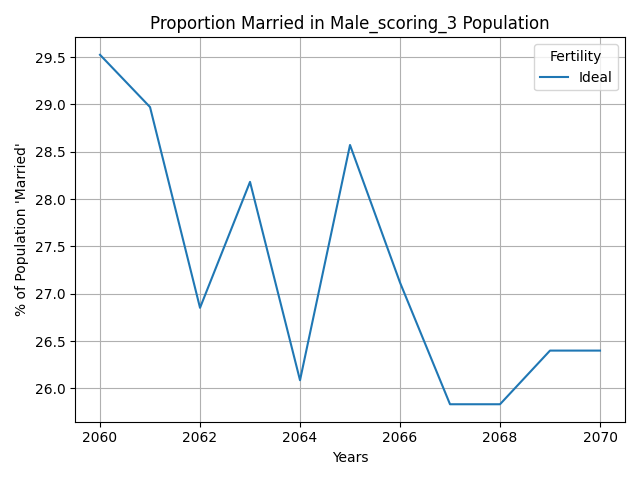 Proportion Married in Male_scoring_3 Population
Fertility
Ideal
% of Population 'Married'
29.5
29.0
28.5
28.0
27.5
27.0
26.5
26.0
2060 2062 2064 2066 2068 2070
Years